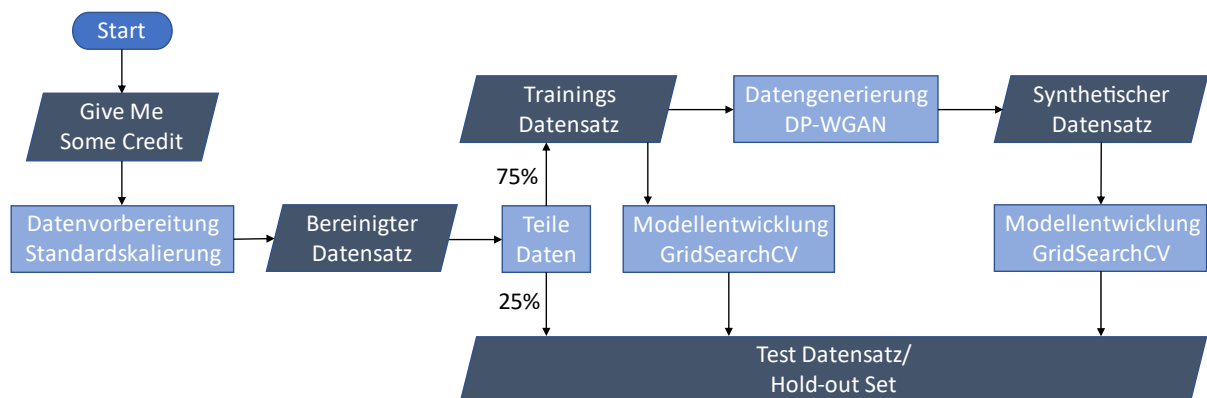 Start
Give Me
Some Credit
Datenvorbereitung
Standardskalierung
Bereinigter
Datensatz
Teile
Daten
75%
25%
Trainings
Datensatz
Datengenerierung
DP-WGAN
Synthetischer
Datensatz
Modellentwicklung
GridSearchCV
Modellentwicklung
GridSearchCV
Test Datensatz/
Hold-out Set